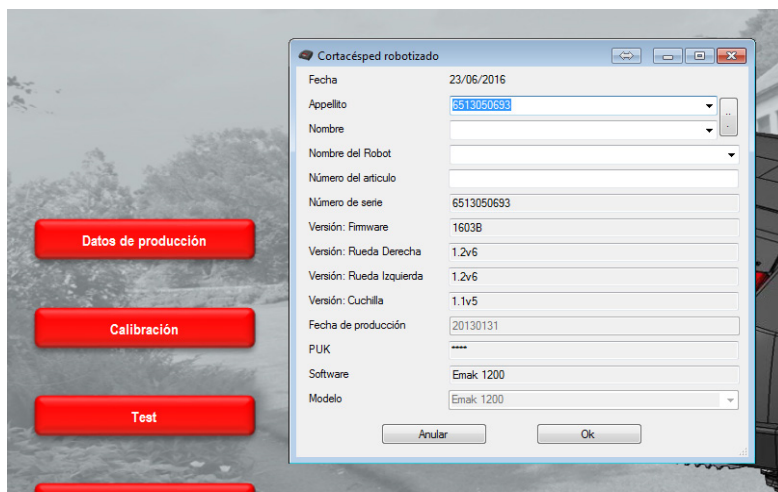 Cortacésped robotizado
Fecha 23/06/2016
Appellito 6513050693
Nombre
Nombre del Robot
Número del articulo
Número de serie 6513050693
Versión: Firmware 1603B
Versión: Rueda Derecha 1.2v6
Versión: Rueda Izquierda 1.2v6
Versión: Cuchilla 1.1v5
Fecha de producción 20130131
PUK ****
Software Emak 1200
Modelo Emak 1200
Anular Ok
Datos de producción
Calibración
Test